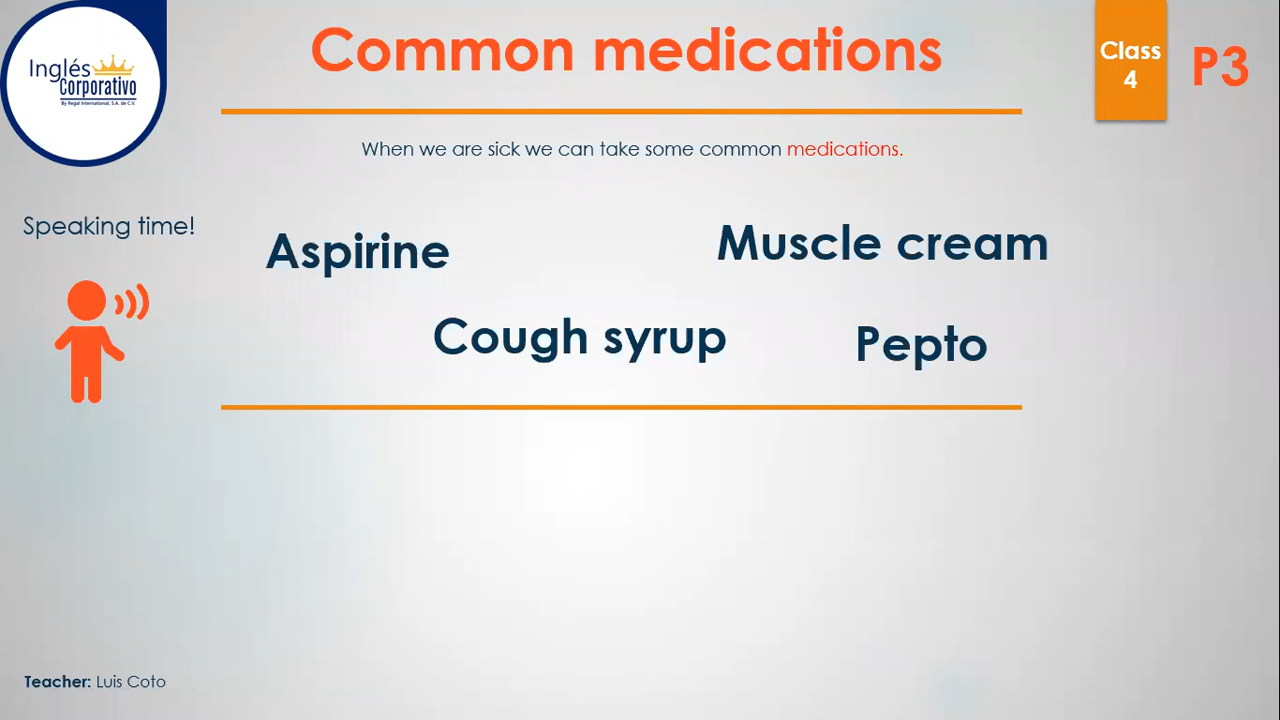 Inglés
Corporativo
By Regal International, S.A. de C.V.
Common medications
Class
4
P3
When we are sick we can take some common medications.
Speaking time!
Aspirine
Muscle cream
Cough syrup
Pepto
Teacher: Luis Coto